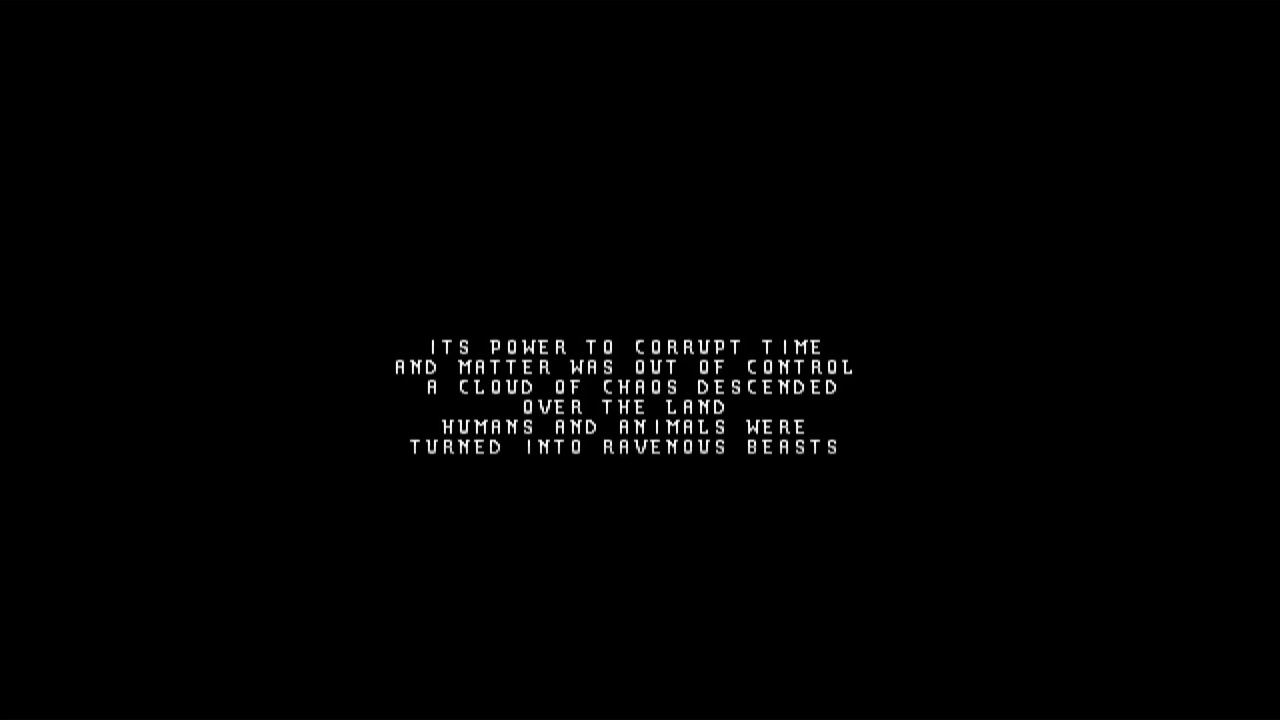 ITS POWER TO CORRUPT TIME
AND MATTER WAS OUT OF CONTROL
A CLOUD OF CHAOS DESCENDED
OVER THE LAND
HUMANS AND ANIMALS WERE
TURNED INTO RAVENOUS BEASTS